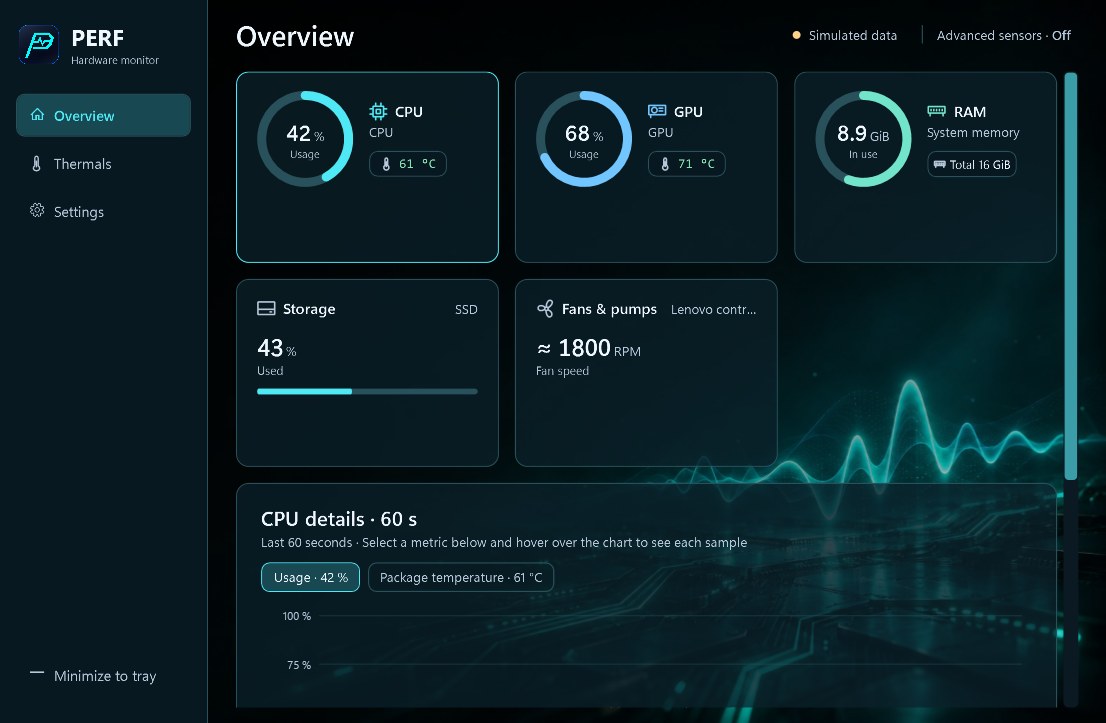 PERF
Hardware monitor
Overview
Thermals
Settings
Minimize to tray
Overview
Simulated data
Advanced sensors · Off
42 %
Usage
CPU
CPU
61 °C
68 %
Usage
GPU
GPU
71 °C
8.9 GiB
In use
RAM
System memory
Total 16 GiB
Storage
SSD
43 %
Used
Fans & pumps
Lenovo contr...
≈ 1800 RPM
Fan speed
CPU details · 60 s
Last 60 seconds · Select a metric below and hover over the chart to see each sample
Usage · 42 %
Package temperature · 61 °C
100 %
75 %